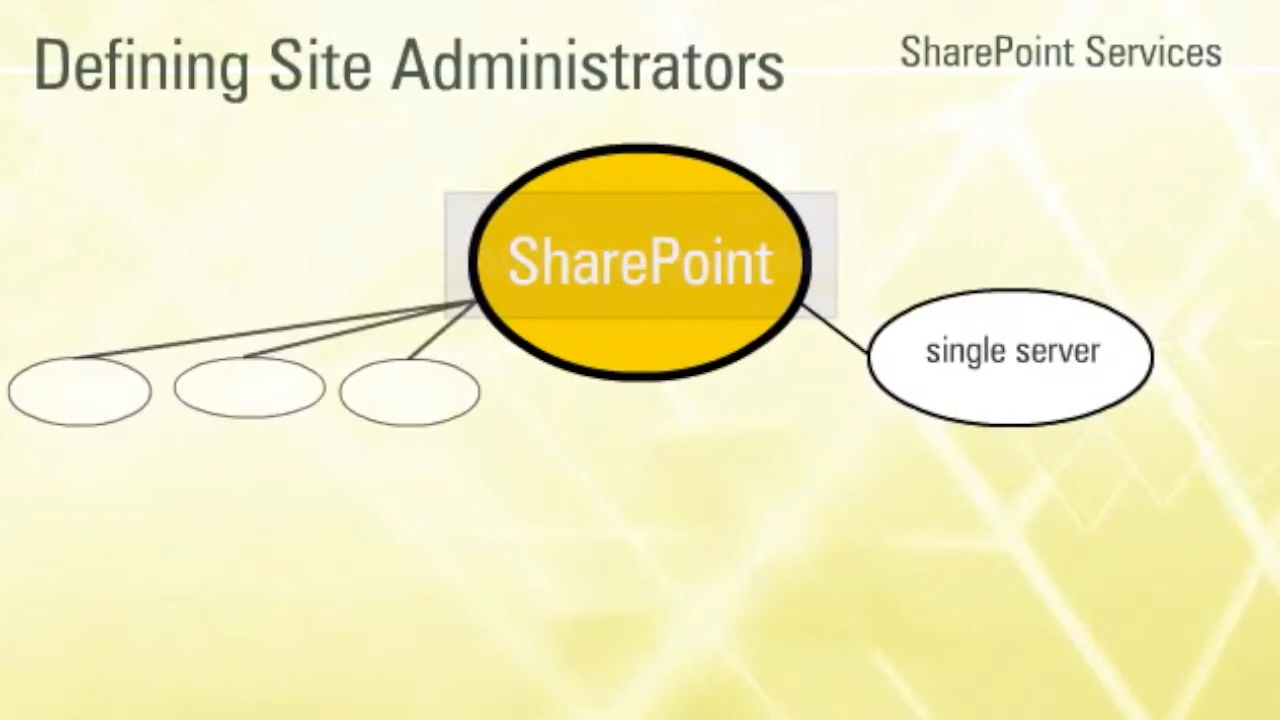 Defining Site Administrators
SharePoint Services
SharePoint
single server